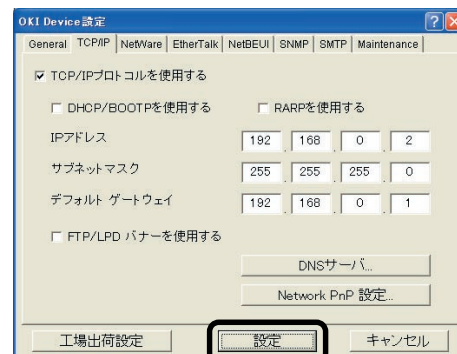 OKI Device設定
General TCP/IP NetWare EtherTalk NetBEUI SNMP SMTP Maintenance
TCP/IPプロトコルを使用する
DHCP/BOOTPを使用する RARPを使用する
IPアドレス 192 . 168 . 0 . 2
サブネットマスク 255 . 255 . 255 . 0
デフォルト ゲートウェイ 192 . 168 . 0 . 1
FTP/LPD バナーを使用する
DNSサーバ...
Network PnP 設定...
工場出荷設定 設定 キャンセル